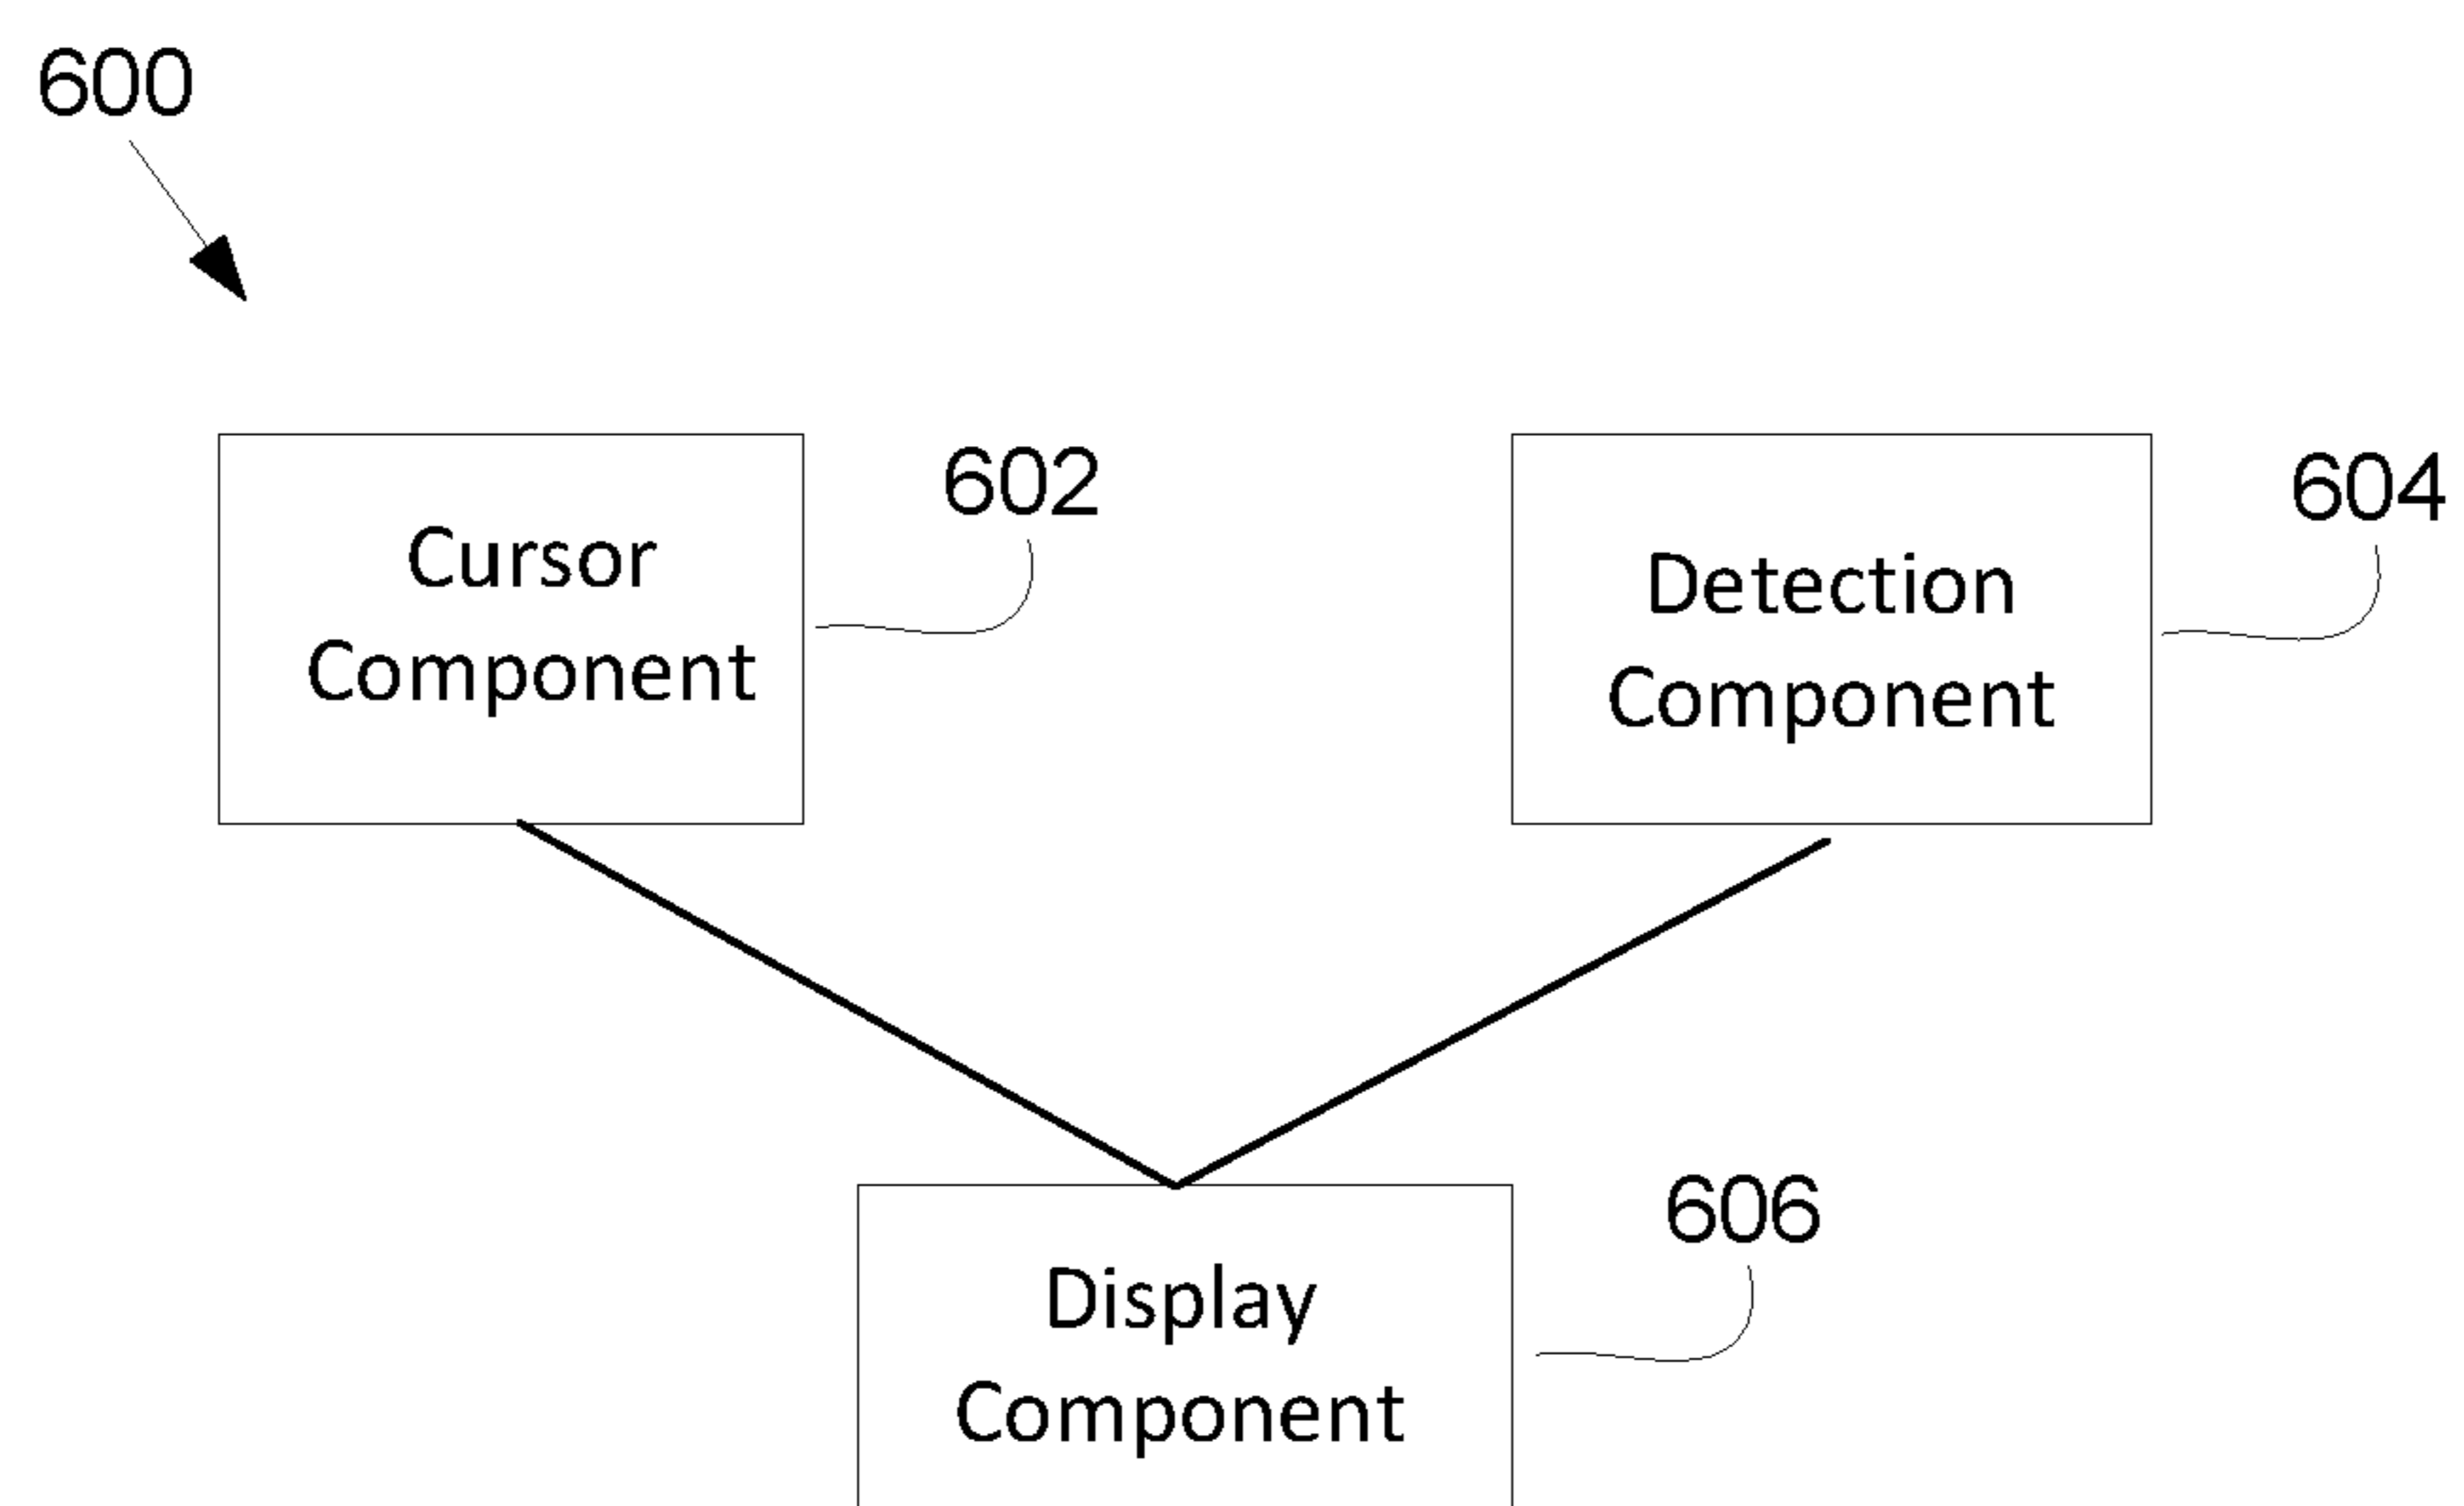 600
Cursor
Component
602
Detection
Component
604
Display
Component
606